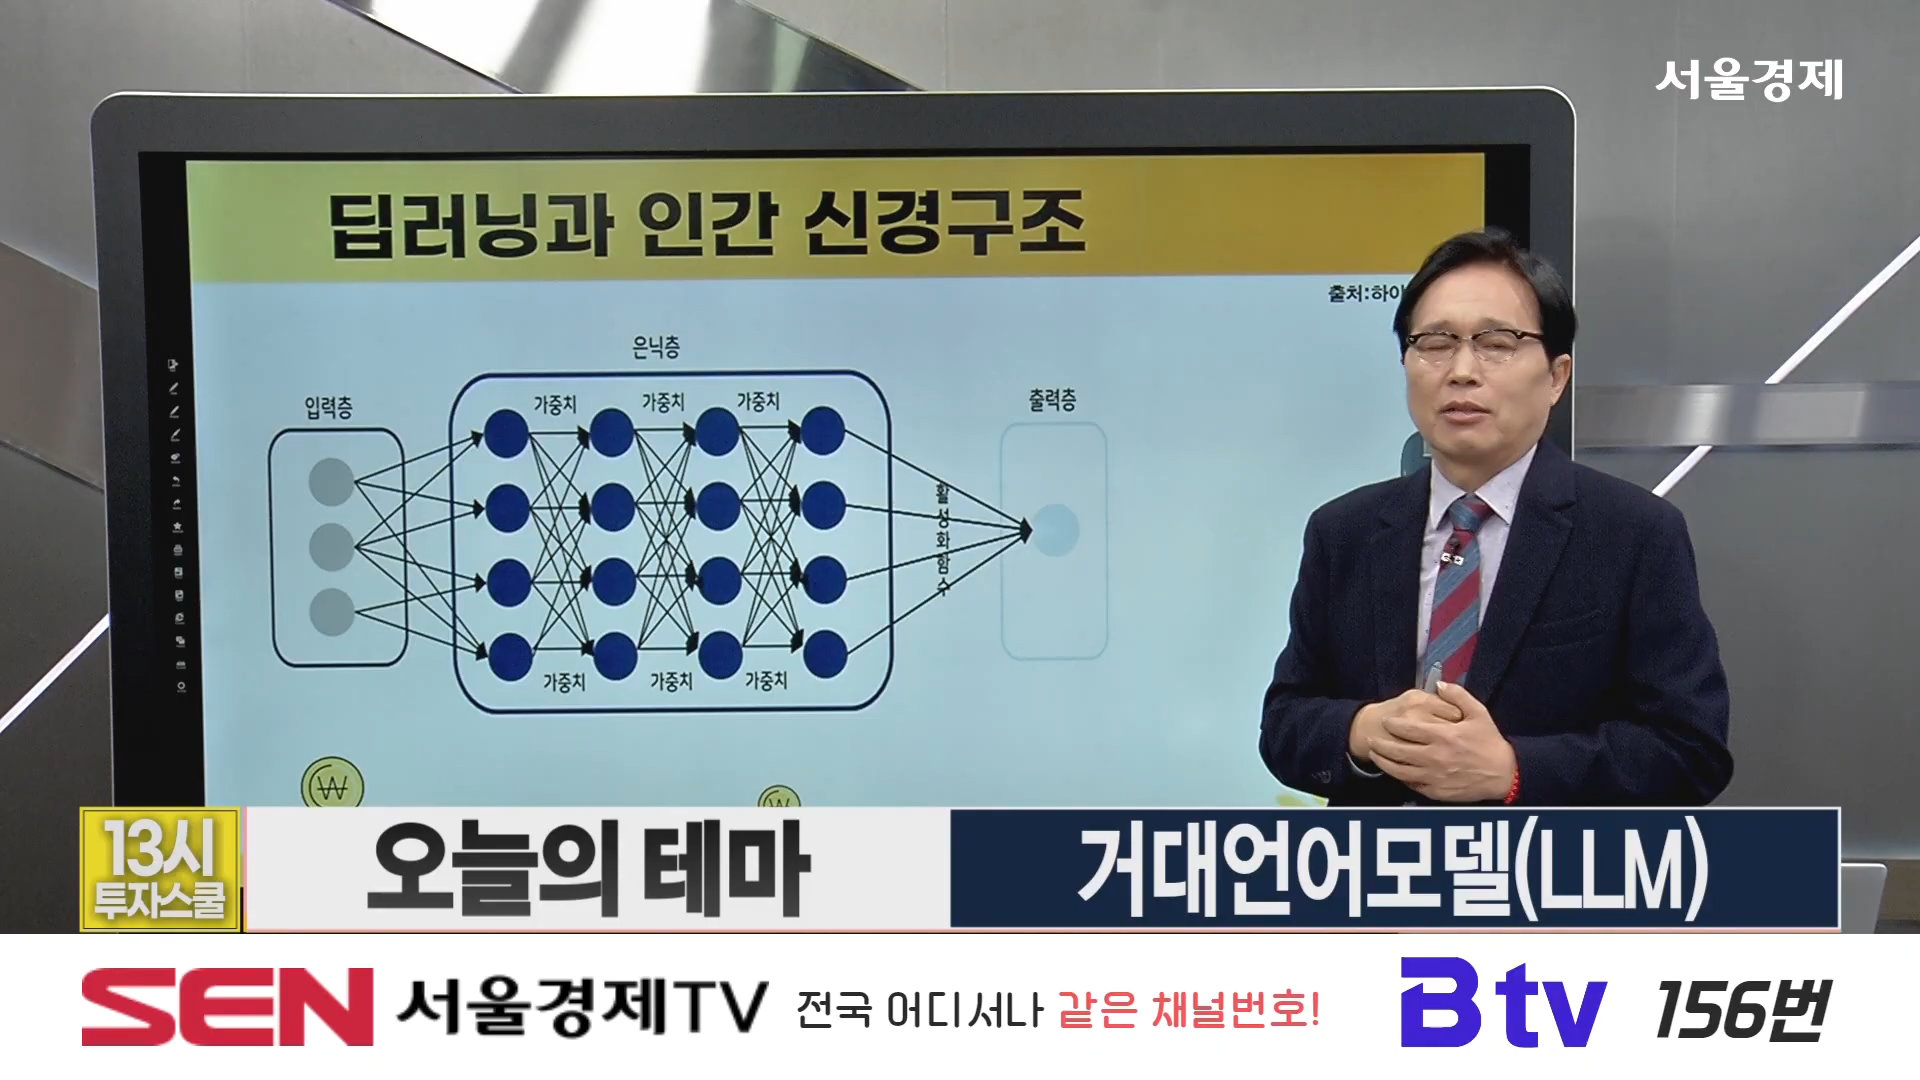 서울경제
딥러닝과 인간 신경구조
출처:하이
은닉층
입력층
출력층
가중치 가중치 가중치
활성화함수
가중치 가중치 가중치
₩
₩
13시
투자스쿨
오늘의 테마
거대언어모델(LLM)
SEN 서울경제TV 전국 어디서나 같은 채널번호! B tv 156번